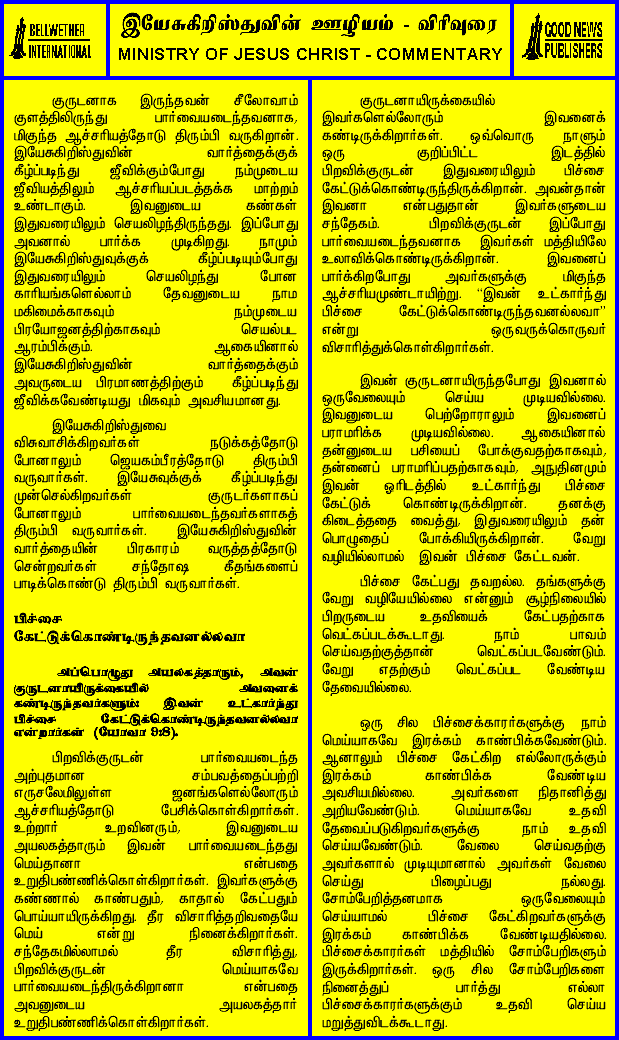 BELLWETHER
INTERNATIONAL
இயேசுகிறிஸ்துவின் ஊழியம் - விரிவுரை
MINISTRY OF JESUS CHRIST - COMMENTARY
GOOD NEWS
PUBLISHERS
குருடனாக இருந்தவன் சீலோவாம்
குளத்திலிருந்து பார்வையடைந்தவனாக,
மிகுந்த ஆச்சரியத்தோடு திரும்பி வருகிறான்.
இயேசுகிறிஸ்துவின் வார்த்தைக்குக்
கீழ்ப்படிந்து ஜீவிக்கும்போது நம்முடைய
ஜீவியத்திலும் ஆச்சரியப்படத்தக்க மாற்றம்
உண்டாகும். இவனுடைய கண்கள்
இதுவரையிலும் செயலிழந்திருந்தது. இப்போது
அவனால் பார்க்க முடிகிறது. நாமும்
இயேசுகிறிஸ்துவுக்குக் கீழ்ப்படியும்போது
இதுவரையிலும் செயலிழந்து போன
காரியங்களெல்லாம் தேவனுடைய நாம
மகிமைக்காகவும் நம்முடைய
பிரயோஜனத்திற்காகவும் செயல்பட
ஆரம்பிக்கும். ஆகையினால்
இயேசுகிறிஸ்துவின் வார்த்தைக்கும்
அவருடைய பிரமாணத்திற்கும் கீழ்ப்படிந்து
ஜீவிக்கவேண்டியது மிகவும் அவசியமானது.
இயேசுகிறிஸ்துவை
விசுவாசிக்கிறவர்கள் நடுக்கத்தோடு
போனாலும் ஜெயகம்பீரத்தோடு திரும்பி
வருவார்கள். இயேசுவுக்குக் கீழ்ப்படிந்து
முன்செல்கிறவர்கள் குருடர்களாகப்
போனாலும் பார்வையடைந்தவர்களாகத்
திரும்பி வருவார்கள். இயேசுகிறிஸ்துவின்
வார்த்தையின் பிரகாரம் வருத்தத்தோடு
சென்றவர்கள் சந்தோஷ கீதங்களைப்
பாடிக்கொண்டு திரும்பி வருவார்கள்.
பிச்சை
கேட்டுக்கொண்டிருந்தவனல்லவா
அப்பொழுது அயலகத்தாரும், அவன்
குருடனாயிருக்கையில் அவனைக்
கண்டிருந்தவர்களும்: இவன் உட்கார்ந்து
பிச்சை கேட்டுக்கொண்டிருந்தவனல்லவா
என்றார்கள் (யோவா 9:8).
பிறவிக்குருடன் பார்வையடைந்த
அற்புதமான சம்பவத்தைப்பற்றி
எருசலேமிலுள்ள ஜனங்களெல்லோரும்
ஆச்சரியத்தோடு பேசிக்கொள்கிறார்கள்.
உற்றார் உறவினரும், இவனுடைய
அயலகத்தாரும் இவன் பார்வையடைந்தது
மெய்தானா என்பதை
உறுதிபண்ணிக்கொள்கிறார்கள். இவர்களுக்கு
கண்ணால் காண்பதும், காதால் கேட்பதும்
பொய்யாயிருக்கிறது. தீர விசாரித்தறிவதையே
மெய் என்று நினைக்கிறார்கள்.
சந்தேகமில்லாமல் தீர விசாரித்து,
பிறவிக்குருடன் மெய்யாகவே
பார்வையடைந்திருக்கிறானா என்பதை
அவனுடைய அயலகத்தார்
உறுதிபண்ணிக்கொள்கிறார்கள்.
குருடனாயிருக்கையில்
இவர்களெல்லோரும் இவனைக்
கண்டிருக்கிறார்கள். ஒவ்வொரு நாளும்
ஒரு குறிப்பிட்ட இடத்தில்
பிறவிக்குருடன் இதுவரையிலும் பிச்சை
கேட்டுக்கொண்டிருந்திருக்கிறான். அவன்தான்
இவனா என்பதுதான் இவர்களுடைய
சந்தேகம். பிறவிக்குருடன் இப்போது
பார்வையடைந்தவனாக இவர்கள் மத்தியிலே
உலாவிக்கொண்டிருக்கிறான். இவனைப்
பார்க்கிறபோது அவர்களுக்கு மிகுந்த
ஆச்சரியமுண்டாயிற்று. “இவன் உட்கார்ந்து
பிச்சை கேட்டுக்கொண்டிருந்தவனல்லவா”
என்று ஒருவருக்கொருவர்
விசாரித்துக்கொள்கிறார்கள்.
இவன் குருடனாயிருந்தபோது இவனால்
ஒருவேலையும் செய்ய முடியவில்லை.
இவனுடைய பெற்றோராலும் இவனைப்
பராமரிக்க முடியவில்லை. ஆகையினால்
தன்னுடைய பசியைப் போக்குவதற்காகவும்,
தன்னைப் பராமரிப்பதற்காகவும், அநுதினமும்
இவன் ஓரிடத்தில் உட்கார்ந்து பிச்சை
கேட்டுக் கொண்டிருக்கிறான். தனக்கு
கிடைத்ததை வைத்து, இதுவரையிலும் தன்
பொழுதைப் போக்கியிருக்கிறான். வேறு
வழியில்லாமல் இவன் பிச்சை கேட்டவன்.
பிச்சை கேட்பது தவறல்ல. தங்களுக்கு
வேறு வழியேயில்லை என்னும் சூழ்நிலையில்
பிறருடைய உதவியைக் கேட்பதற்காக
வெட்கப்படக்கூடாது. நாம் பாவம்
செய்வதற்குத்தான் வெட்கப்படவேண்டும்.
வேறு எதற்கும் வெட்கப்பட வேண்டிய
தேவையில்லை.
ஒரு சில பிச்சைக்காரர்களுக்கு நாம்
மெய்யாகவே இரக்கம் காண்பிக்கவேண்டும்.
ஆனாலும் பிச்சை கேட்கிற எல்லோருக்கும்
இரக்கம் காண்பிக்க வேண்டிய
அவசியமில்லை. அவர்களை நிதானித்து
அறியவேண்டும். மெய்யாகவே உதவி
தேவைப்படுகிறவர்களுக்கு நாம் உதவி
செய்யவேண்டும். வேலை செய்வதற்கு
அவர்களால் முடியுமானால் அவர்கள் வேலை
செய்து பிழைப்பது நல்லது.
சோம்பேறித்தனமாக ஒருவேலையும்
செய்யாமல் பிச்சை கேட்கிறவர்களுக்கு
இரக்கம் காண்பிக்க வேண்டியதில்லை.
பிச்சைக்காரர்கள் மத்தியில் சோம்பேறிகளும்
இருக்கிறார்கள். ஒரு சில சோம்பேறிகளை
நினைத்துப் பார்த்து எல்லா
பிச்சைக்காரர்களுக்கும் உதவி செய்ய
மறுத்துவிடக்கூடாது.